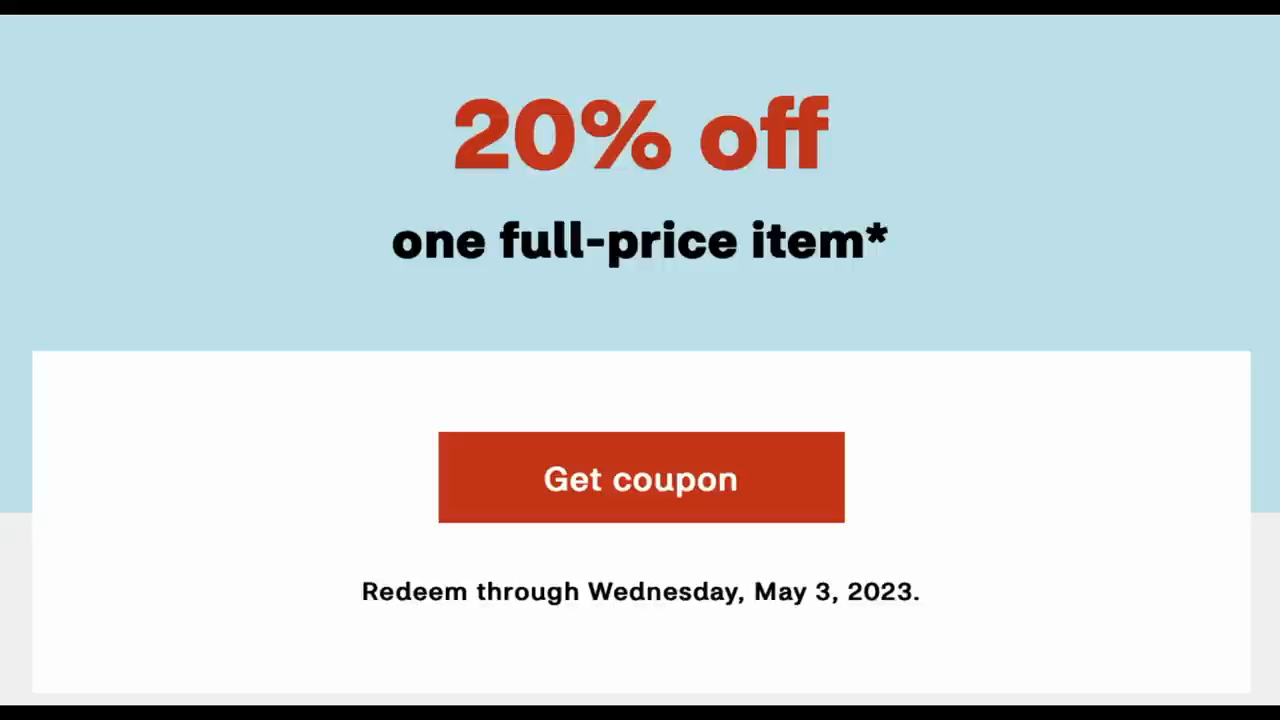 20% off
one full-price item*
Get coupon
Redeem through Wednesday, May 3, 2023.